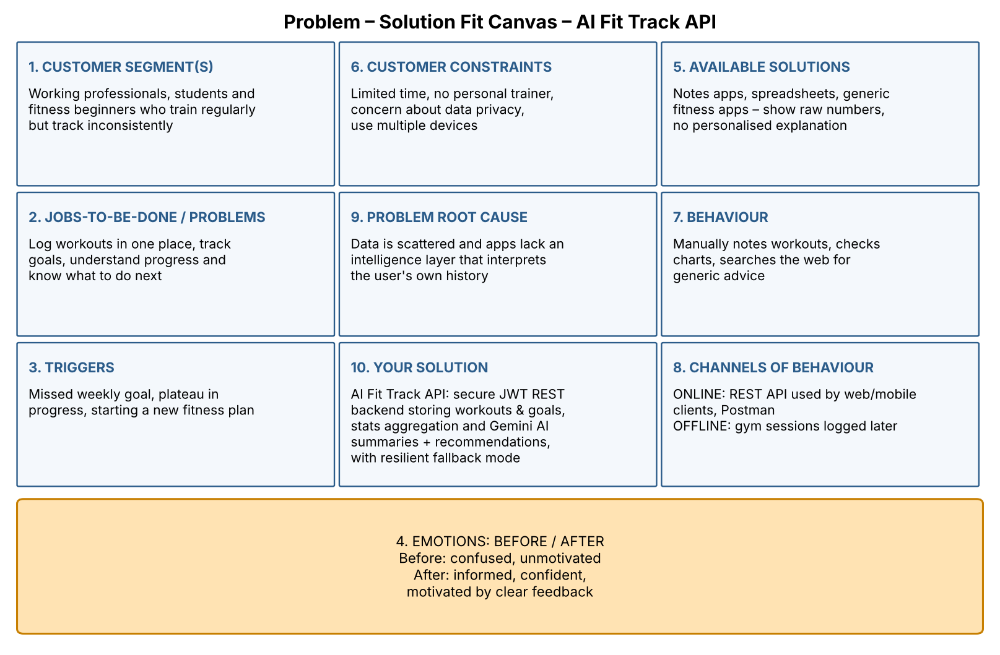 Problem – Solution Fit Canvas – AI Fit Track API
1. CUSTOMER SEGMENT(S)
Working professionals, students and
fitness beginners who train regularly
but track inconsistently
6. CUSTOMER CONSTRAINTS
Limited time, no personal trainer,
concern about data privacy,
use multiple devices
5. AVAILABLE SOLUTIONS
Notes apps, spreadsheets, generic
fitness apps – show raw numbers,
no personalised explanation
2. JOBS-TO-BE-DONE / PROBLEMS
Log workouts in one place, track
goals, understand progress and
know what to do next
9. PROBLEM ROOT CAUSE
Data is scattered and apps lack an
intelligence layer that interprets
the user's own history
7. BEHAVIOUR
Manually notes workouts, checks
charts, searches the web for
generic advice
3. TRIGGERS
Missed weekly goal, plateau in
progress, starting a new fitness plan
10. YOUR SOLUTION
AI Fit Track API: secure JWT REST
backend storing workouts & goals,
stats aggregation and Gemini AI
summaries + recommendations,
with resilient fallback mode
8. CHANNELS OF BEHAVIOUR
ONLINE: REST API used by web/mobile
clients, Postman
OFFLINE: gym sessions logged later
4. EMOTIONS: BEFORE / AFTER
Before: confused, unmotivated
After: informed, confident,
motivated by clear feedback